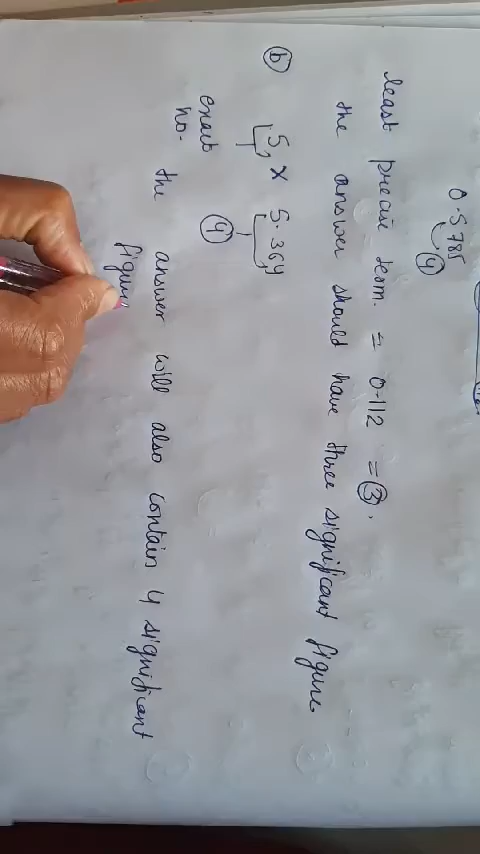 0.5785
4
least precise term. = 0.112 = 3.
the answer should have three significant figure
b 5 × 5.364
exact no. 4
the answer will also contain 4 significant
figure